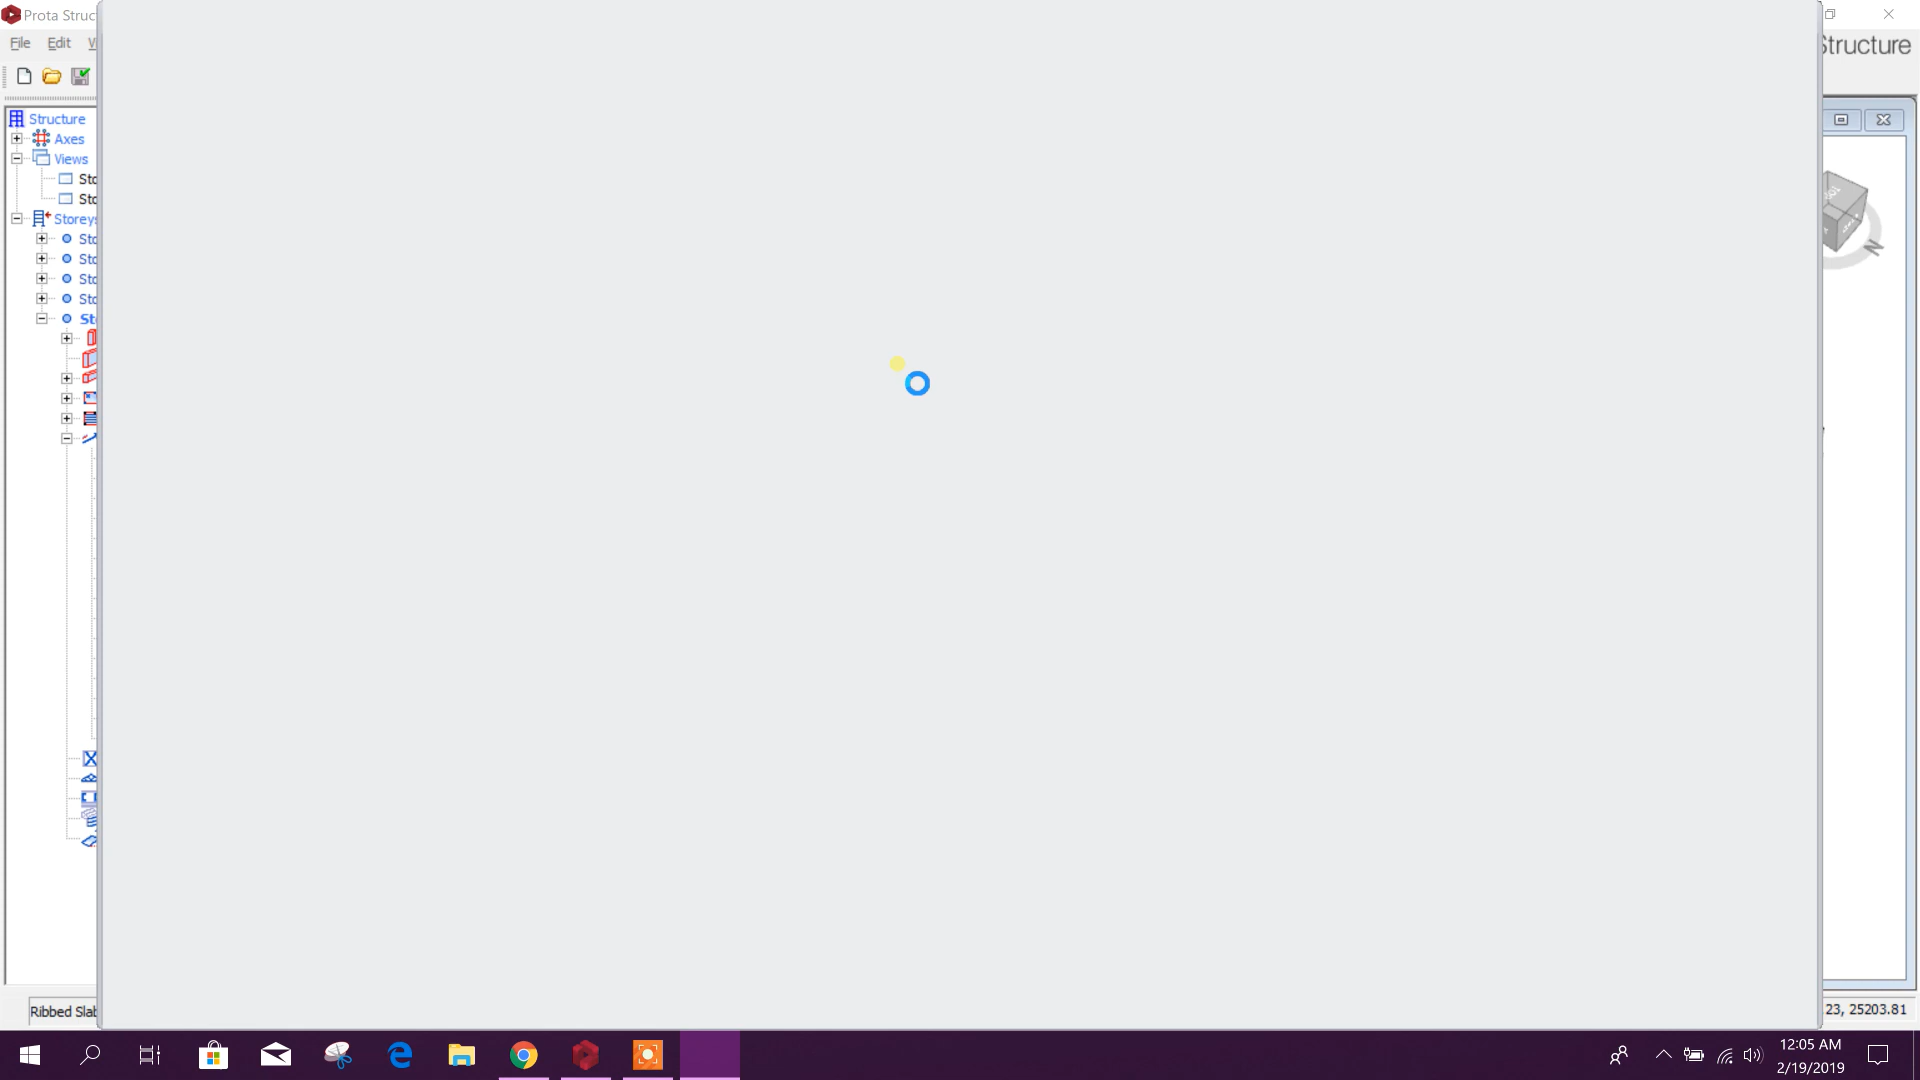 Prota Struc
File Edit V
Structure
Structure
Axes
Views
Sto
Sto
Storeys
Sto
Sto
Sto
Sto
St
N
Ribbed Slab
23, 25203.81
12:05 AM
2/19/2019